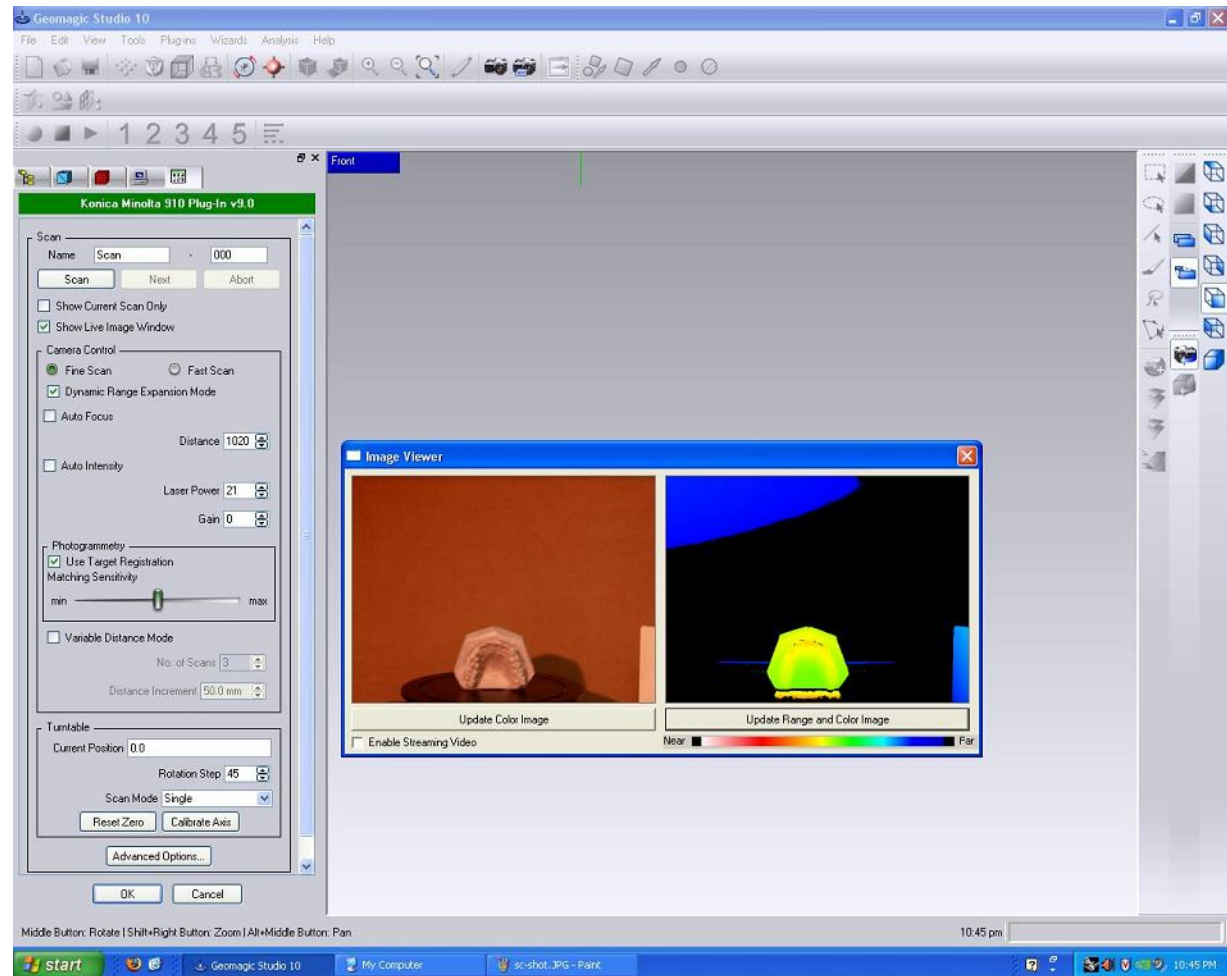 Geomagic Studio 10
File Edit View Tools Plugins Wizards Analysis Help
1 2 3 4 5
Front
Konica Minolta 910 Plug-In v9.0
Scan
Name Scan - 000
Scan Next Abort
Show Current Scan Only
Show Live Image Window
Camera Control
Fine Scan Fast Scan
Dynamic Range Expansion Mode
Auto Focus
Distance 1020
Auto Intensity
Laser Power 21
Gain 0
Photogrammetry
Use Target Registration
Matching Sensitivity
min max
Variable Distance Mode
No. of Scans 3
Distance Increment 50.0 mm
Turntable
Current Position 0.0
Rotation Step 45
Scan Mode Single
Reset Zero Calibrate Axis
Advanced Options...
OK Cancel
Image Viewer
Update Color Image Update Range and Color Image
Enable Streaming Video Near Far
Middle Button: Rotate | Shift+Right Button: Zoom | Alt+Middle Button: Pan 10:45 pm
start Geomagic Studio 10 My Computer sc-shot.JPG - Paint 10:45 PM